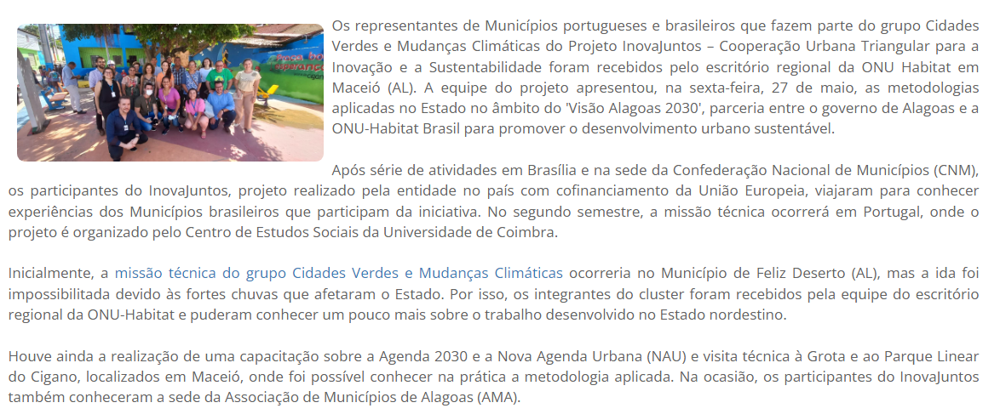 Os representantes de Municípios portugueses e brasileiros que fazem parte do grupo Cidades
Verdes e Mudanças Climáticas do Projeto InovaJuntos – Cooperação Urbana Triangular para a
Inovação e a Sustentabilidade foram recebidos pelo escritório regional da ONU Habitat em
Maceió (AL). A equipe do projeto apresentou, na sexta-feira, 27 de maio, as metodologias
aplicadas no Estado no âmbito do 'Visão Alagoas 2030', parceria entre o governo de Alagoas e a
ONU-Habitat Brasil para promover o desenvolvimento urbano sustentável.
Após série de atividades em Brasília e na sede da Confederação Nacional de Municípios (CNM),
os participantes do InovaJuntos, projeto realizado pela entidade no país com cofinanciamento da União Europeia, viajaram para conhecer
experiências dos Municípios brasileiros que participam da iniciativa. No segundo semestre, a missão técnica ocorrerá em Portugal, onde o
projeto é organizado pelo Centro de Estudos Sociais da Universidade de Coimbra.
Inicialmente, a missão técnica do grupo Cidades Verdes e Mudanças Climáticas ocorreria no Município de Feliz Deserto (AL), mas a ida foi
impossibilitada devido às fortes chuvas que afetaram o Estado. Por isso, os integrantes do cluster foram recebidos pela equipe do escritório
regional da ONU-Habitat e puderam conhecer um pouco mais sobre o trabalho desenvolvido no Estado nordestino.
Houve ainda a realização de uma capacitação sobre a Agenda 2030 e a Nova Agenda Urbana (NAU) e visita técnica à Grota e ao Parque Linear
do Cigano, localizados em Maceió, onde foi possível conhecer na prática a metodologia aplicada. Na ocasião, os participantes do InovaJuntos
também conheceram a sede da Associação de Municípios de Alagoas (AMA).